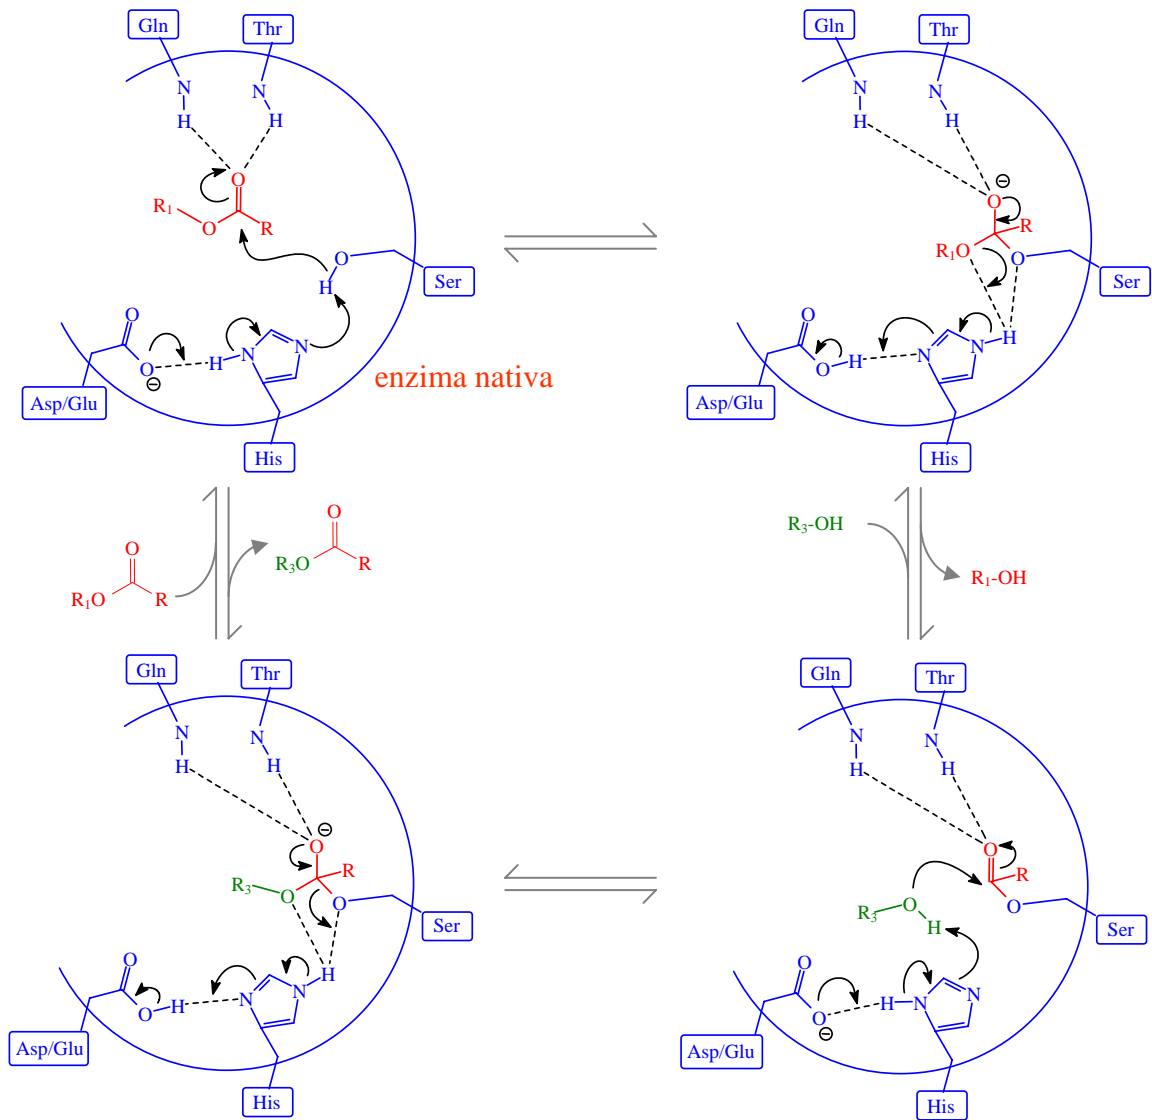 Gln Thr
N N
H H
O
R₁ O R
O
H Ser
O
O ⊖ H N N
Asp/Glu enzima nativa
His
Gln Thr
N N
H H
O ⊖
R
R₁O O
Ser
O
O H N N H
Asp/Glu
His
O
R₁O R
O
R₃O R
R₃-OH
R₁-OH
Gln Thr
N N
H H
O ⊖
R
R₃ O O
Ser
O
O H N N H
Asp/Glu
His
Gln Thr
N N
H H
O
R
R₃ O O
H Ser
O
O ⊖ H N N
Asp/Glu
His